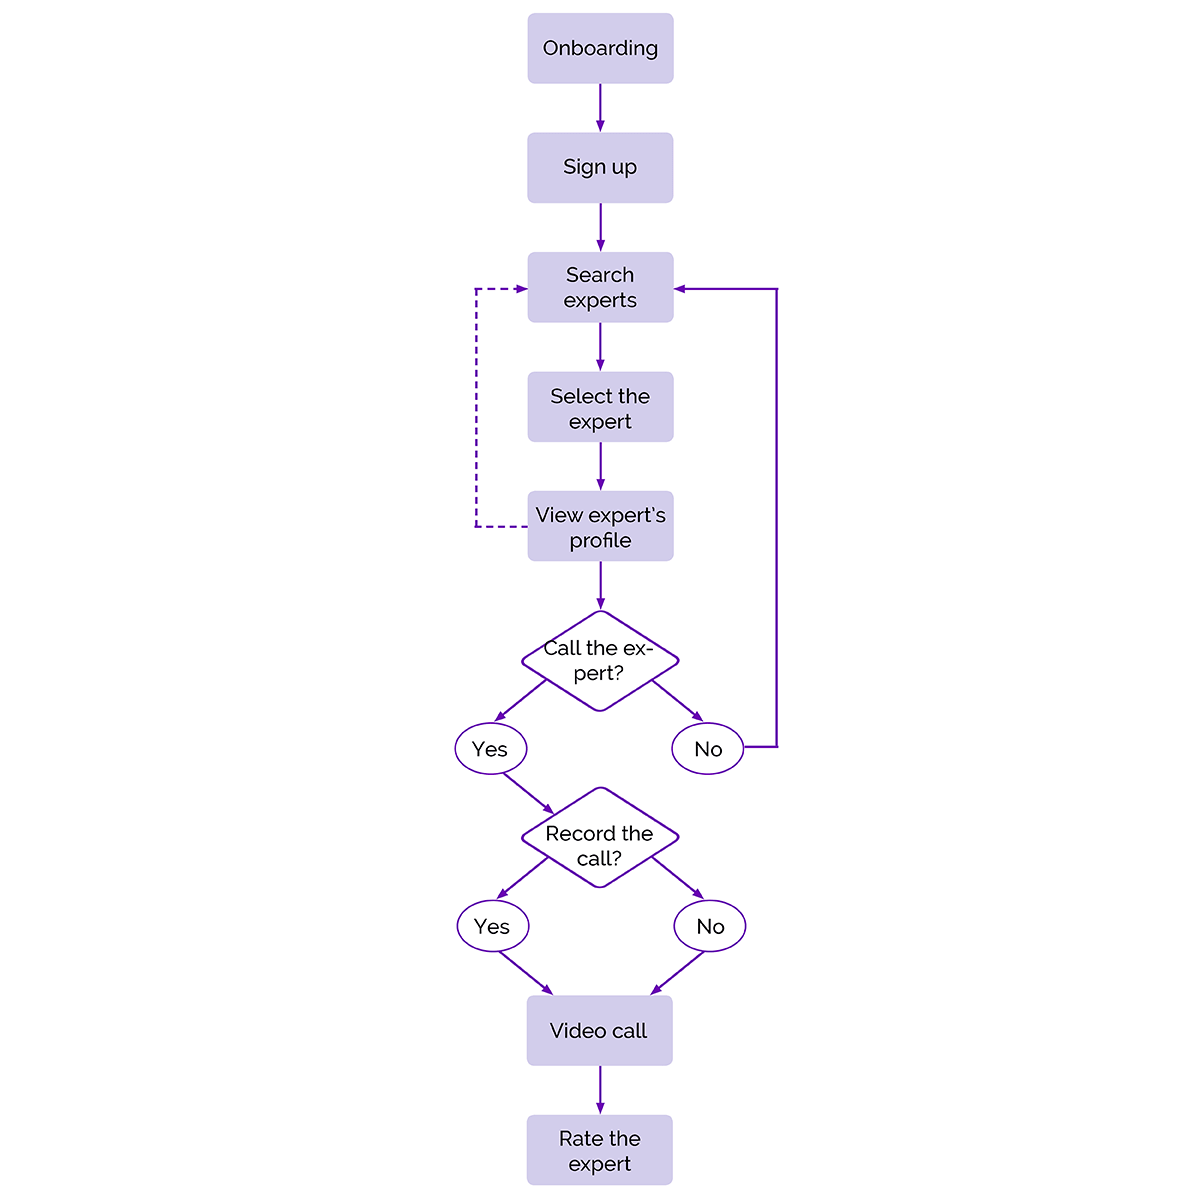 Onboarding
Sign up
Search
experts
Select the
expert
View expert's
profile
Call the ex-
pert?
Yes
No
Record the
call?
Yes
No
Video call
Rate the
expert